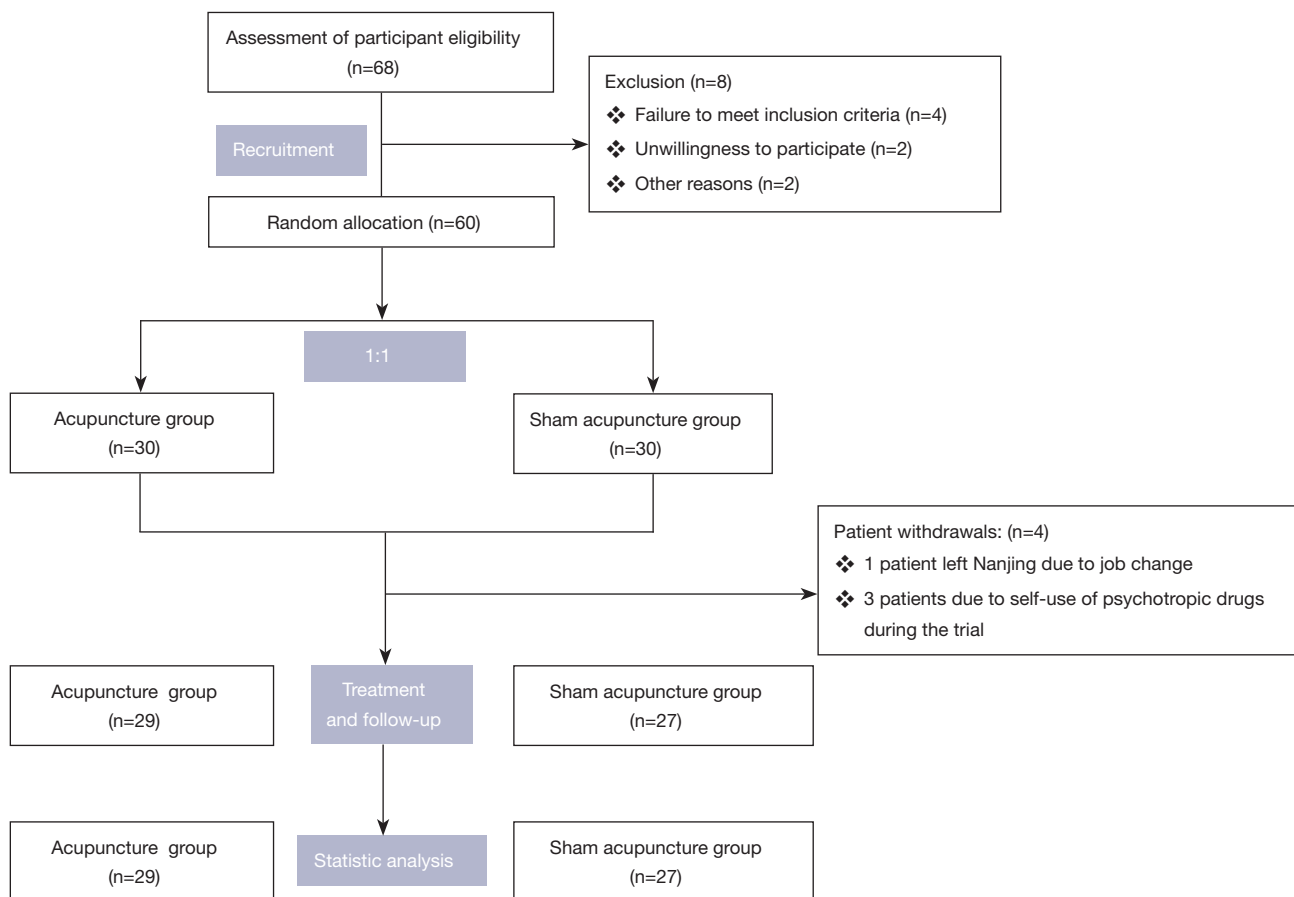 Assessment of participant eligibility
(n=68)
Exclusion (n=8)
❖ Failure to meet inclusion criteria (n=4)
❖ Unwillingness to participate (n=2)
❖ Other reasons (n=2)
Recruitment
Random allocation (n=60)
1:1
Acupuncture group
(n=30)
Sham acupuncture group
(n=30)
Patient withdrawals: (n=4)
❖ 1 patient left Nanjing due to job change
❖ 3 patients due to self-use of psychotropic drugs
during the trial
Acupuncture group
(n=29)
Treatment
and follow-up
Sham acupuncture group
(n=27)
Acupuncture group
(n=29)
Statistic analysis
Sham acupuncture group
(n=27)